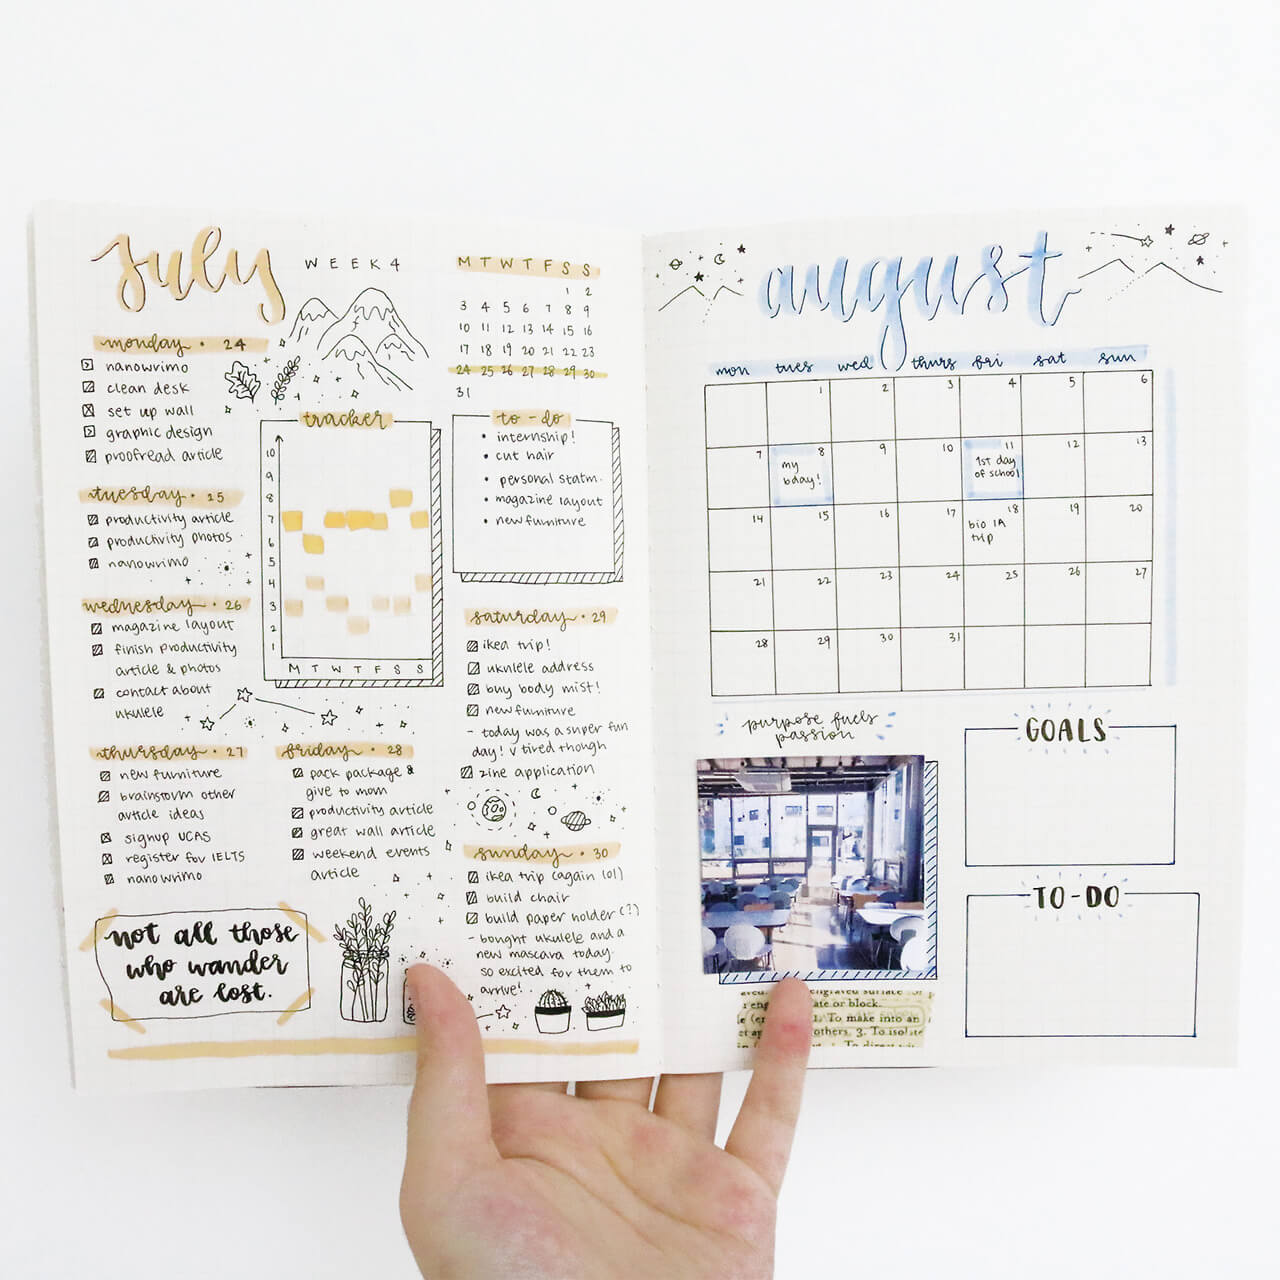 july
WEEK 4
M T W T F S S
1 2
3 4 5 6 7 8 9
10 11 12 13 14 15 16
17 18 19 20 21 22 23
24 25 26 27 28 29 30
31
monday · 24
nanowrimo
clean desk
set up wall
graphic design
proofread article
tuesday · 25
productivity article
productivity photos
nanowrimo
wednesday · 26
magazine layout
finish productivity
article & photos
contact about
ukulele
tracker
10
9
8
7
6
5
4
3
2
1
M T W T F S S
to-do
• internship!
• cut hair
• personal statm.
• magazine layout
• new furniture
thursday · 27
new furniture
brainstorm other
article ideas
signup UCAS
register for IELTS
nanowrimo
friday · 28
pack package &
give to mom
productivity article
great wall article
weekend events
article
saturday · 29
ikea trip!
ukulele address
buy body mist!
new furniture
- today was a super fun
day! v tired though
zine application
sunday · 30
ikea trip (again lol)
build chair
build paper holder (?)
- bought ukulele and a
new mascara today.
so excited for them to
arrive!
not all those
who wander
are lost.
august
mon tues wed thurs fri sat sun
1 2 3 4 5 6
7 8 9 10 11 12 13
my
bday!
1st day
of school
14 15 16 17 18 19 20
bio IA
trip
21 22 23 24 25 26 27
28 29 30 31
purpose fuels
passion
GOALS
TO-DO
engraved surface
ate or block.
1. To make into an
others. 3. To isolate
To direct